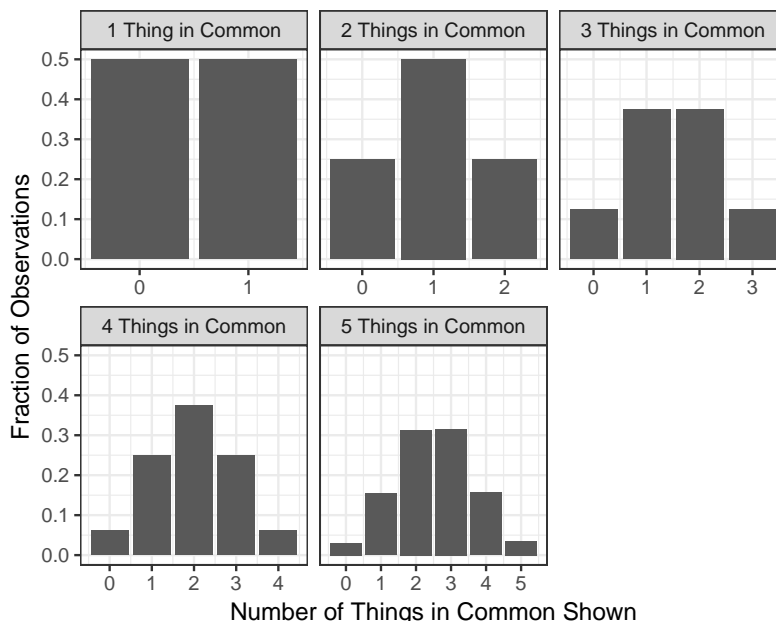 1 Thing in Common
2 Things in Common
3 Things in Common
0.5
0.4
0.3
0.2
0.1
0.0
0 1
0 1 2
0 1 2 3
4 Things in Common
5 Things in Common
0.5
0.4
0.3
0.2
0.1
0.0
0 1 2 3 4
0 1 2 3 4 5
Fraction of Observations
Number of Things in Common Shown